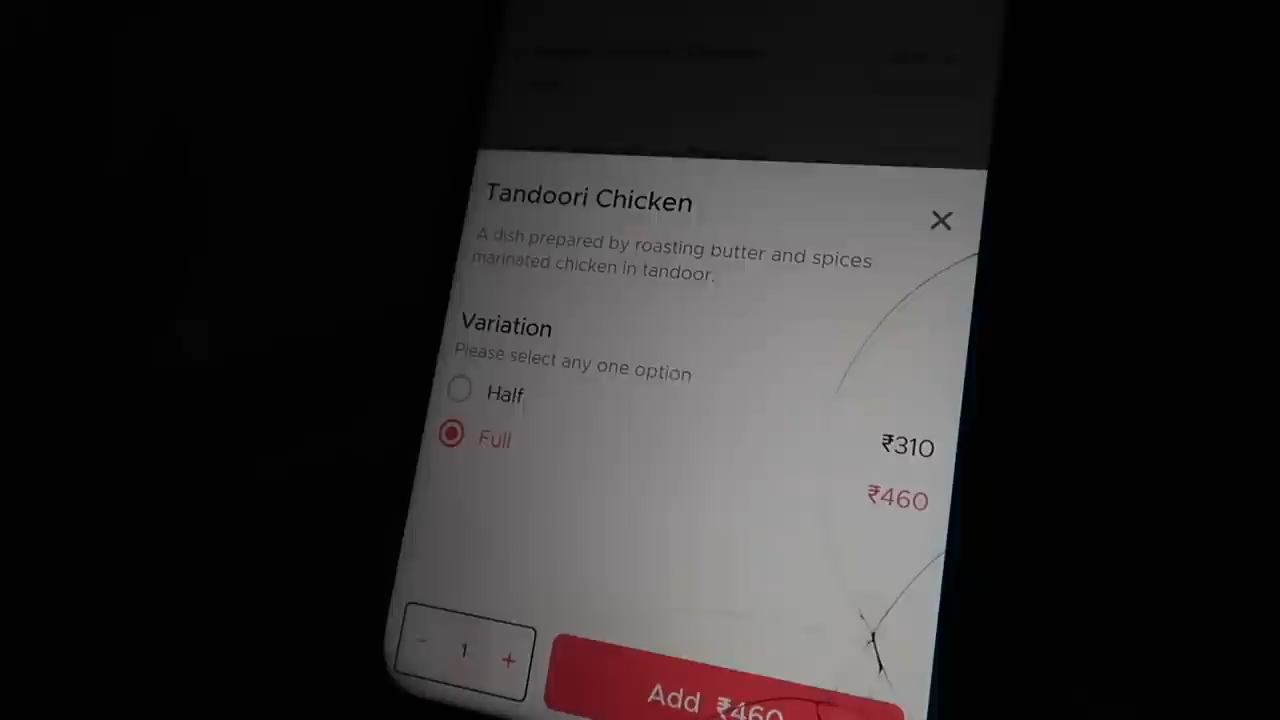 Tandoori Chicken
A dish prepared by roasting butter and spices
marinated chicken in tandoor.
Variation
Please select any one option
Half ₹310
Full ₹460
- 1 + Add ₹460